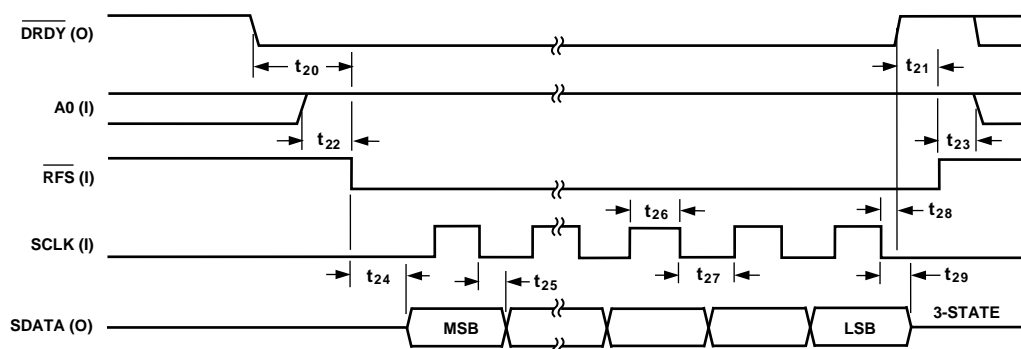 DRDY (O)
t20
t21
A0 (I)
t22
t23
RFS (I)
t26
t28
SCLK (I)
t24
t25
t27
t29
SDATA (O)
MSB
LSB
3-STATE